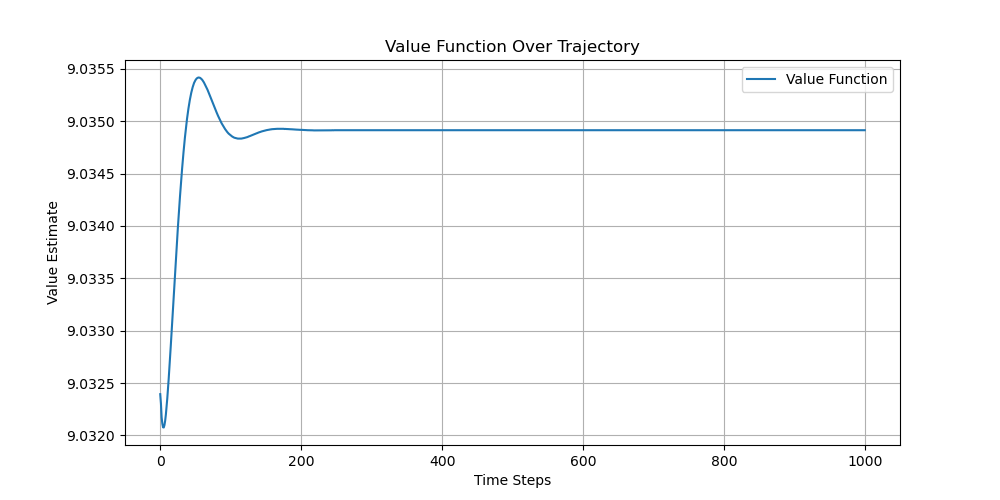 Value Function Over Trajectory
Value Function
9.0355
9.0350
9.0345
9.0340
9.0335
9.0330
9.0325
9.0320
Value Estimate
0 200 400 600 800 1000
Time Steps